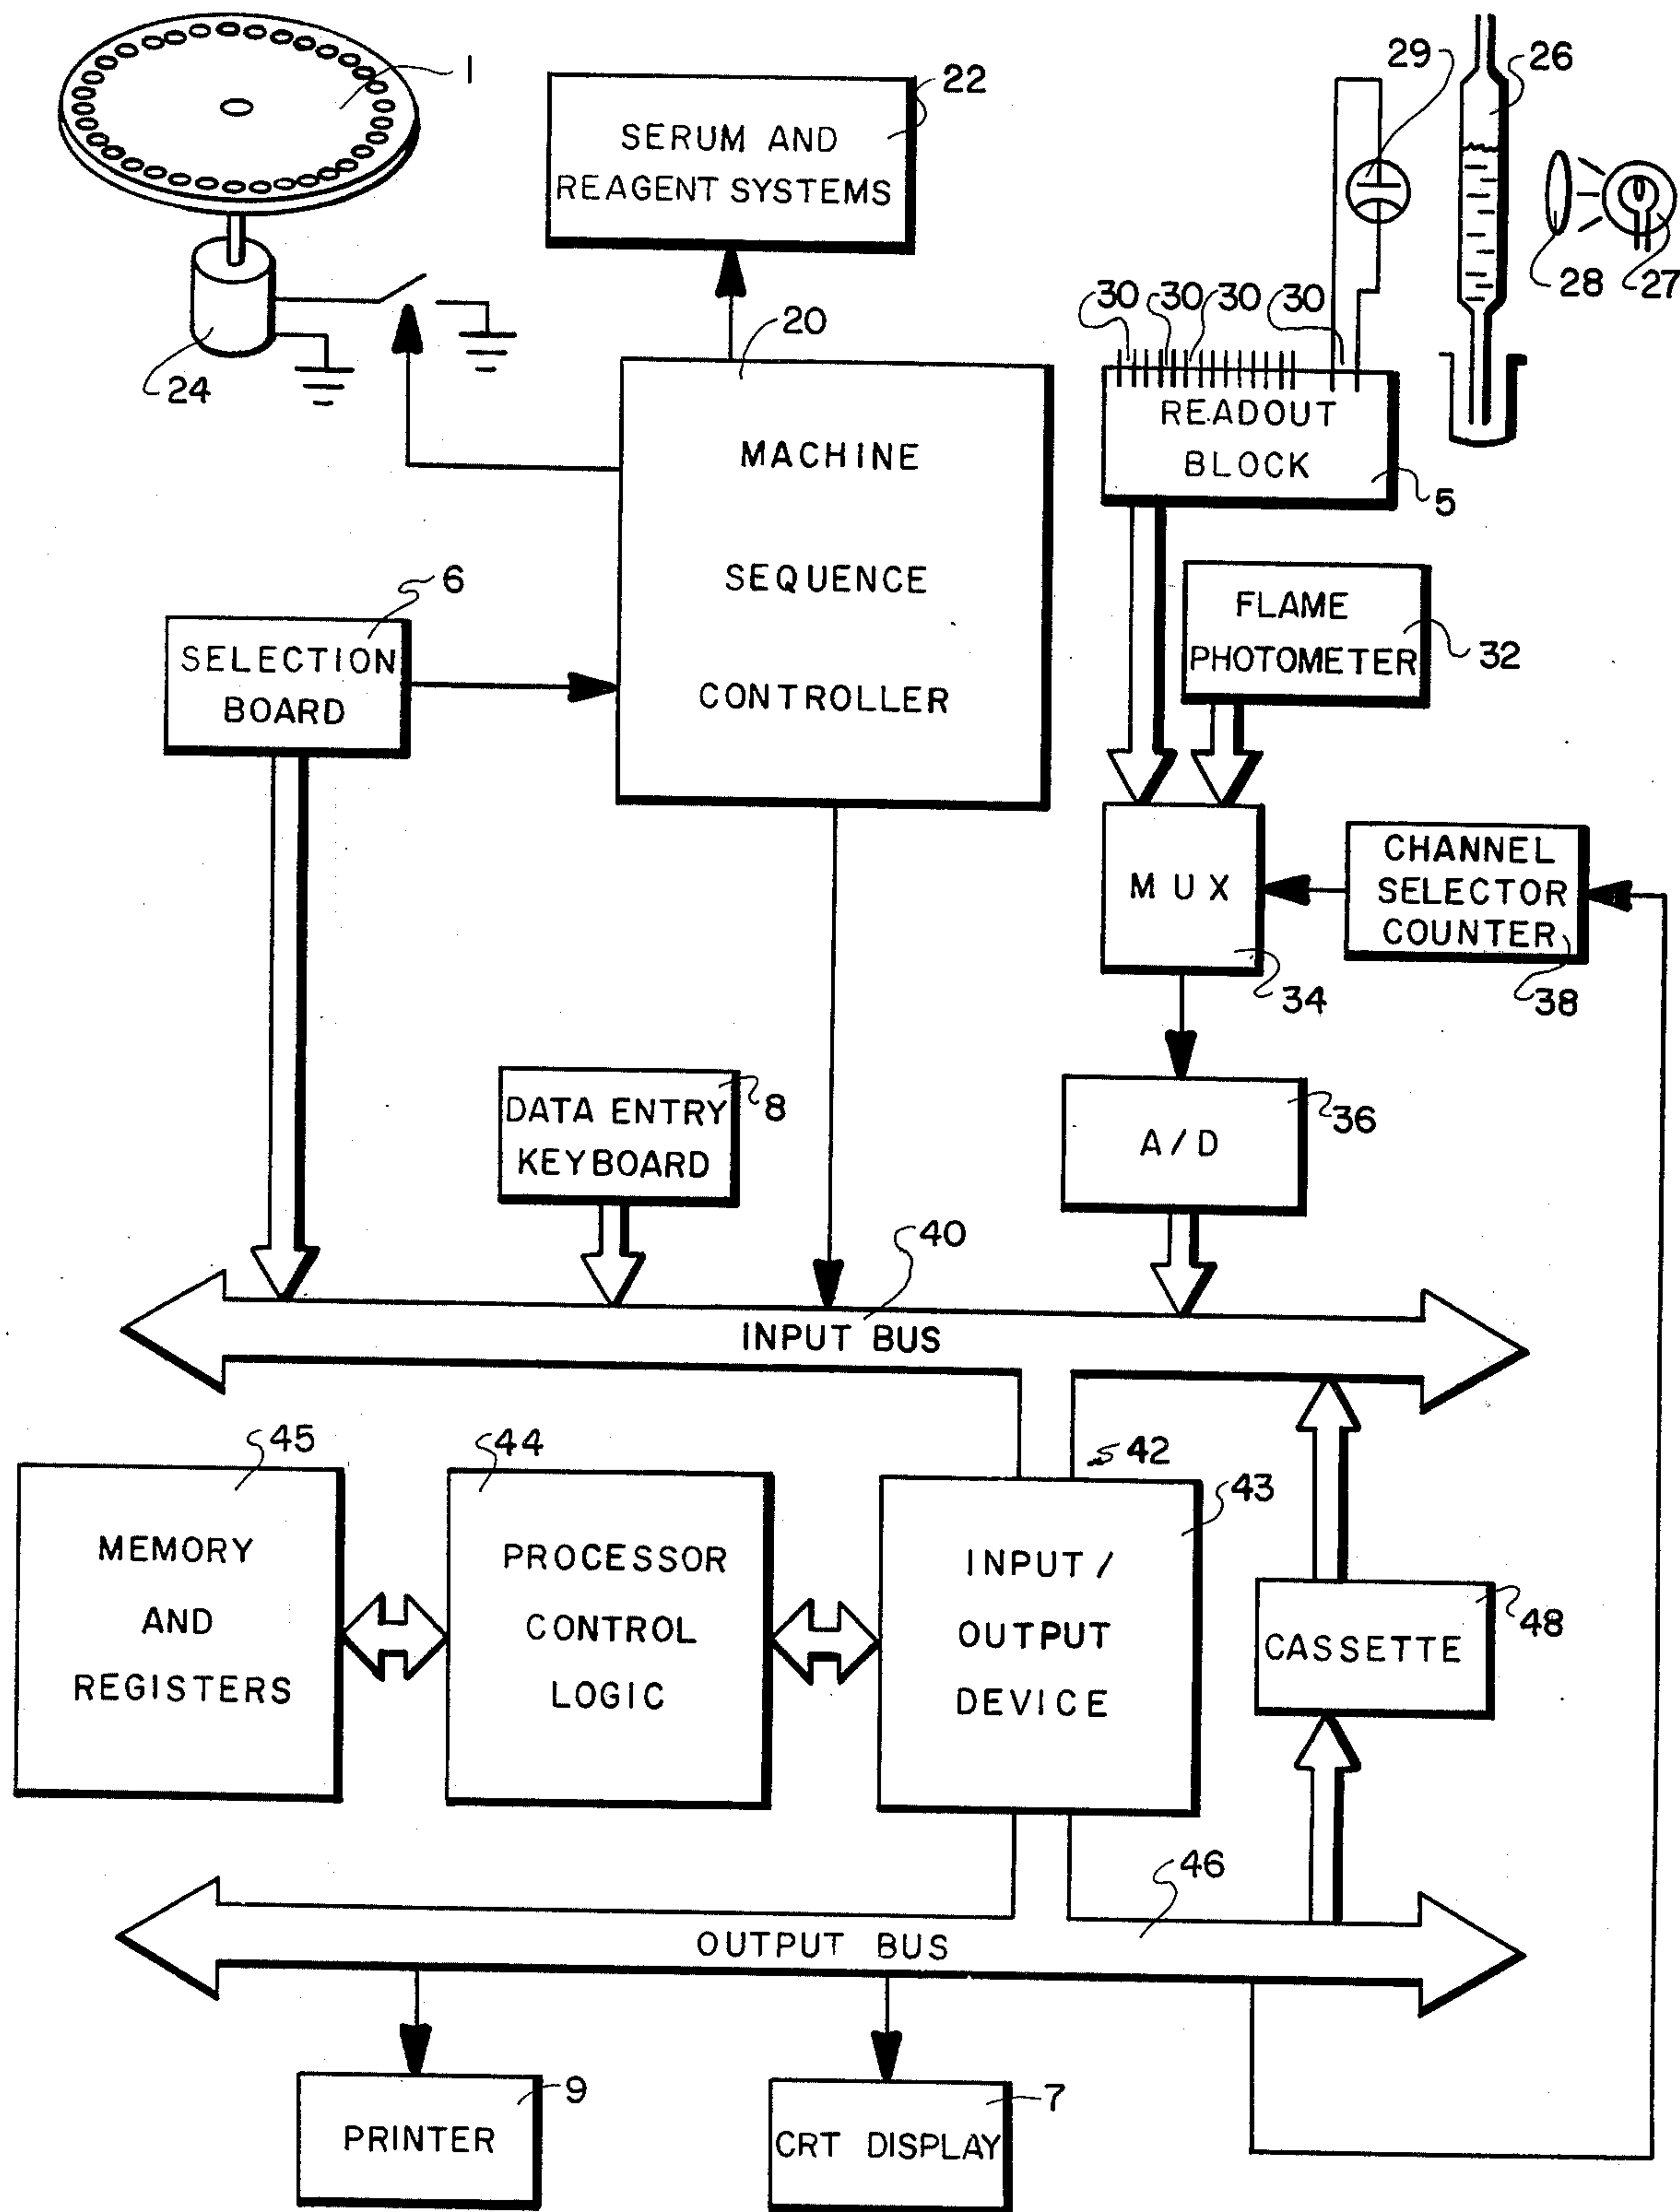 1
22
SERUM AND
REAGENT SYSTEMS
29
26
28
27
24
20
30
30
30
30
MACHINE
SEQUENCE
CONTROLLER
READOUT
BLOCK
5
6
SELECTION
BOARD
FLAME
PHOTOMETER
32
MUX
34
CHANNEL
SELECTOR
COUNTER
38
DATA ENTRY
KEYBOARD
8
A/D
36
40
INPUT BUS
45
MEMORY
AND
REGISTERS
44
PROCESSOR
CONTROL
LOGIC
42
43
INPUT/
OUTPUT
DEVICE
CASSETTE
48
46
OUTPUT BUS
9
PRINTER
7
CRT DISPLAY